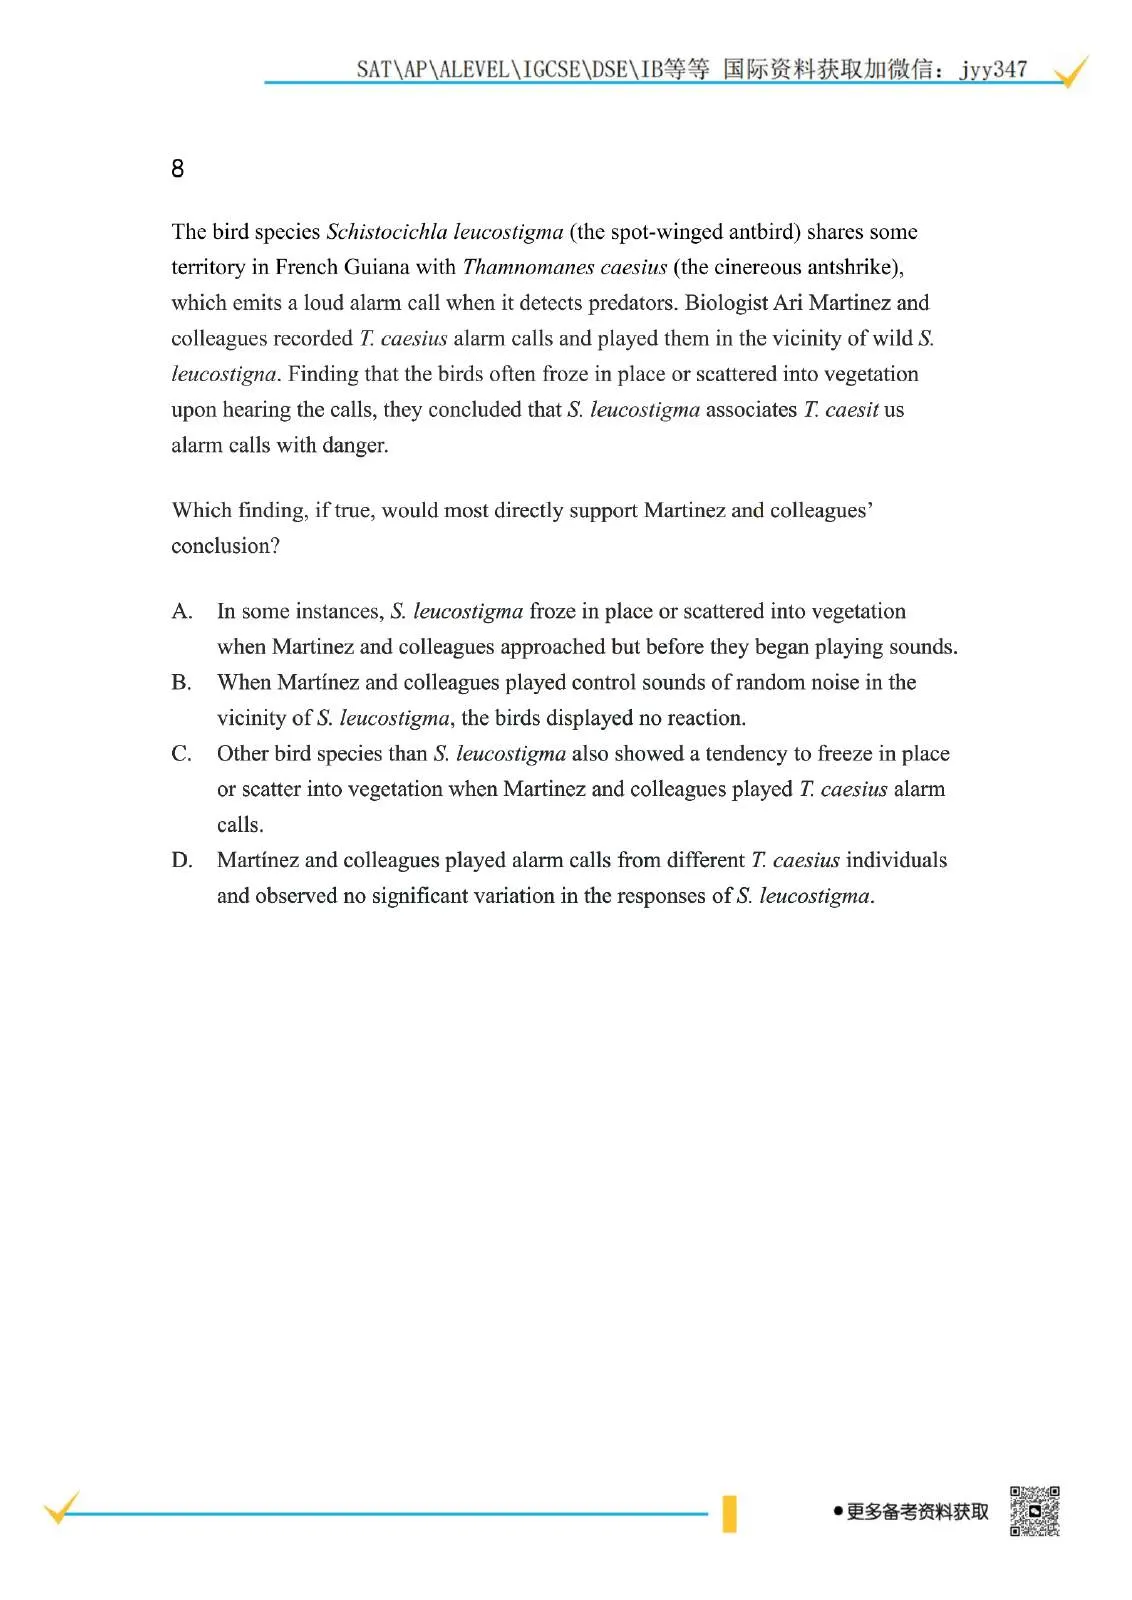 SAT\AP\ALEVEL\IGCSE\DSE\IB等等 国际资料获取加微信：jyy347
8
The bird species Schistocichla leucostigma (the spot-winged antbird) shares some
territory in French Guiana with Thamnomanes caesius (the cinereous antshrike),
which emits a loud alarm call when it detects predators. Biologist Ari Martinez and
colleagues recorded T. caesius alarm calls and played them in the vicinity of wild S.
leucostigna. Finding that the birds often froze in place or scattered into vegetation
upon hearing the calls, they concluded that S. leucostigma associates T. caesit us
alarm calls with danger.
Which finding, if true, would most directly support Martinez and colleagues’
conclusion?
A. In some instances, S. leucostigma froze in place or scattered into vegetation
when Martinez and colleagues approached but before they began playing sounds.
B. When Martínez and colleagues played control sounds of random noise in the
vicinity of S. leucostigma, the birds displayed no reaction.
C. Other bird species than S. leucostigma also showed a tendency to freeze in place
or scatter into vegetation when Martinez and colleagues played T. caesius alarm
calls.
D. Martínez and colleagues played alarm calls from different T. caesius individuals
and observed no significant variation in the responses of S. leucostigma.
●更多备考资料获取